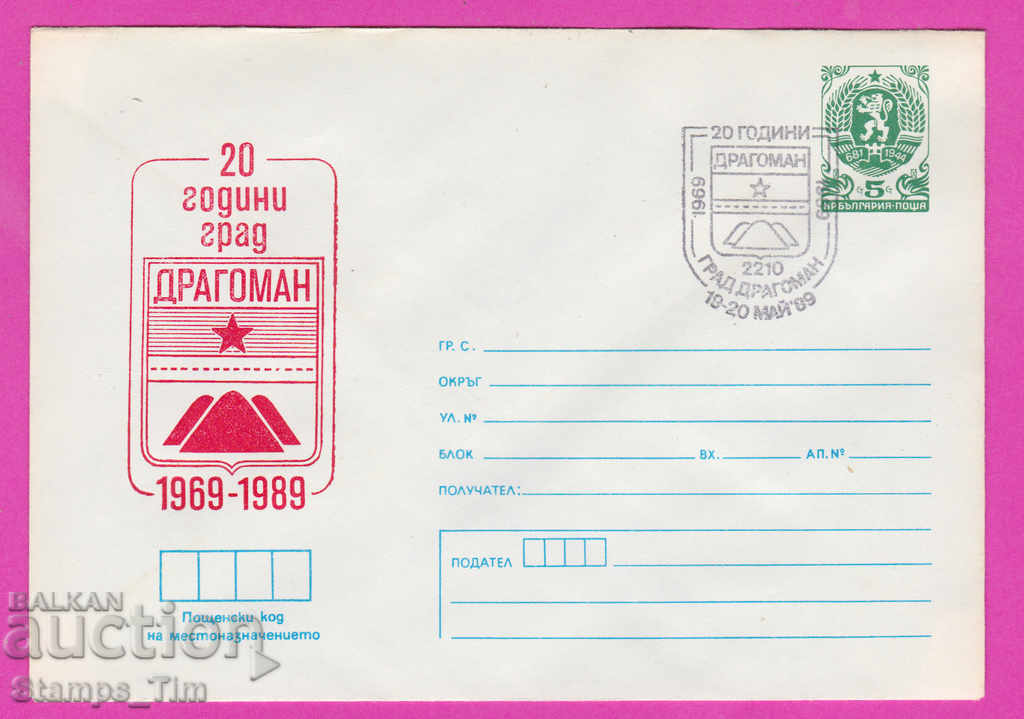 20
години
град
ДРАГОМАН
1969-1989
20 ГОДИНИ
ДРАГОМАН
1969
1989
2210
ГРАД ДРАГОМАН
19-20 МАЙ'89
681 1944
5
НР БЪЛГАРИЯ·ПОЩА
ГР. С.
ОКРЪГ
УЛ. №
БЛОК ВХ. АП. №
ПОЛУЧАТЕЛ:
ПОДАТЕЛ
Пощенски код
на местоназначението
BALKAN
auction
Stamps_Tim